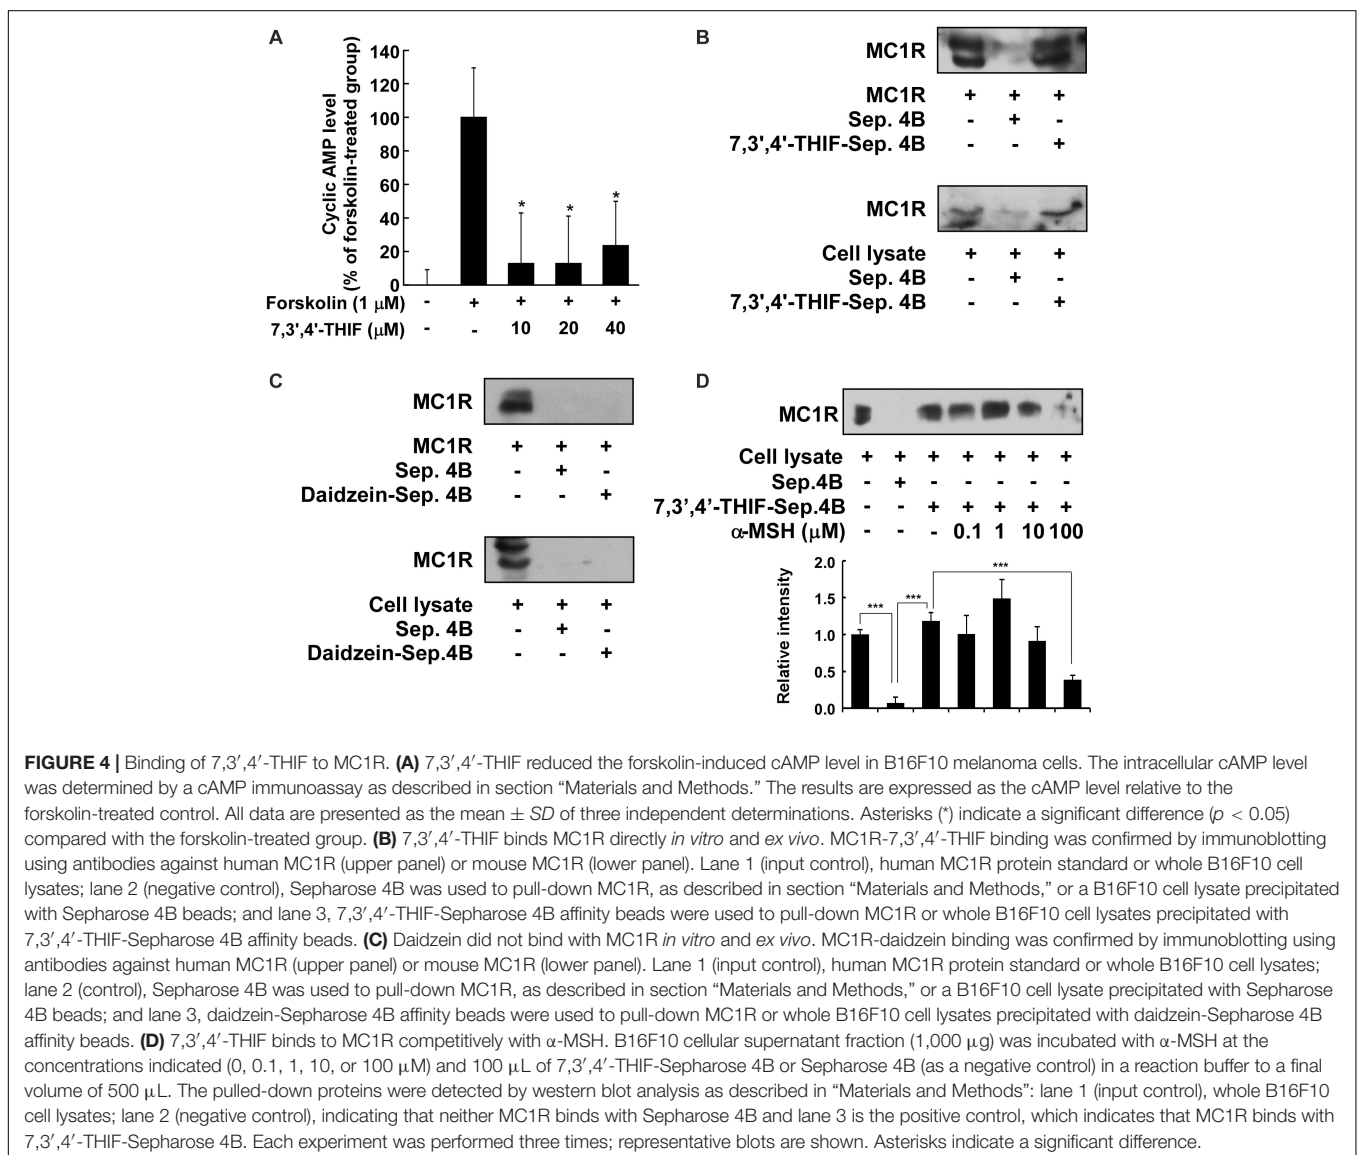 A
Cyclic AMP level
(% of forskolin-treated group)
140
120
100
80
60
40
20
0
* * *
Forskolin (1 μM) - + + + +
7,3',4'-THIF (μM) - - 10 20 40
B
MC1R
MC1R + + +
Sep. 4B - + -
7,3',4'-THIF-Sep. 4B - - +
MC1R
Cell lysate + + +
Sep. 4B - + -
7,3',4'-THIF-Sep. 4B - - +
C
MC1R
MC1R + + +
Sep. 4B - + -
Daidzein-Sep. 4B - - +
MC1R
Cell lysate + + +
Sep. 4B - + -
Daidzein-Sep.4B - - +
D
MC1R
Cell lysate + + + + + + +
Sep.4B - + - - - - -
7,3’,4’-THIF-Sep.4B - - + + + + +
α-MSH (μM) - - - 0.1 1 10 100
Relative intensity
2.0
1.5
1.0
0.5
0.0
*** *** ***
FIGURE 4 | Binding of 7,3′,4′-THIF to MC1R. (A) 7,3′,4′-THIF reduced the forskolin-induced cAMP level in B16F10 melanoma cells. The intracellular cAMP level
was determined by a cAMP immunoassay as described in section “Materials and Methods.” The results are expressed as the cAMP level relative to the
forskolin-treated control. All data are presented as the mean ± SD of three independent determinations. Asterisks (*) indicate a significant difference (p < 0.05)
compared with the forskolin-treated group. (B) 7,3′,4′-THIF binds MC1R directly in vitro and ex vivo. MC1R-7,3′,4′-THIF binding was confirmed by immunoblotting
using antibodies against human MC1R (upper panel) or mouse MC1R (lower panel). Lane 1 (input control), human MC1R protein standard or whole B16F10 cell
lysates; lane 2 (negative control), Sepharose 4B was used to pull-down MC1R, as described in section “Materials and Methods,” or a B16F10 cell lysate precipitated
with Sepharose 4B beads; and lane 3, 7,3′,4′-THIF-Sepharose 4B affinity beads were used to pull-down MC1R or whole B16F10 cell lysates precipitated with
7,3′,4′-THIF-Sepharose 4B affinity beads. (C) Daidzein did not bind with MC1R in vitro and ex vivo. MC1R-daidzein binding was confirmed by immunoblotting using
antibodies against human MC1R (upper panel) or mouse MC1R (lower panel). Lane 1 (input control), human MC1R protein standard or whole B16F10 cell lysates;
lane 2 (control), Sepharose 4B was used to pull-down MC1R, as described in section “Materials and Methods,” or a B16F10 cell lysate precipitated with Sepharose
4B beads; and lane 3, daidzein-Sepharose 4B affinity beads were used to pull-down MC1R or whole B16F10 cell lysates precipitated with daidzein-Sepharose 4B
affinity beads. (D) 7,3′,4′-THIF binds to MC1R competitively with α-MSH. B16F10 cellular supernatant fraction (1,000 μg) was incubated with α-MSH at the
concentrations indicated (0, 0.1, 1, 10, or 100 μM) and 100 μL of 7,3′,4′-THIF-Sepharose 4B or Sepharose 4B (as a negative control) in a reaction buffer to a final
volume of 500 μL. The pulled-down proteins were detected by western blot analysis as described in “Materials and Methods”: lane 1 (input control), whole B16F10
cell lysates; lane 2 (negative control), indicating that neither MC1R binds with Sepharose 4B and lane 3 is the positive control, which indicates that MC1R binds with
7,3′,4′-THIF-Sepharose 4B. Each experiment was performed three times; representative blots are shown. Asterisks indicate a significant difference.